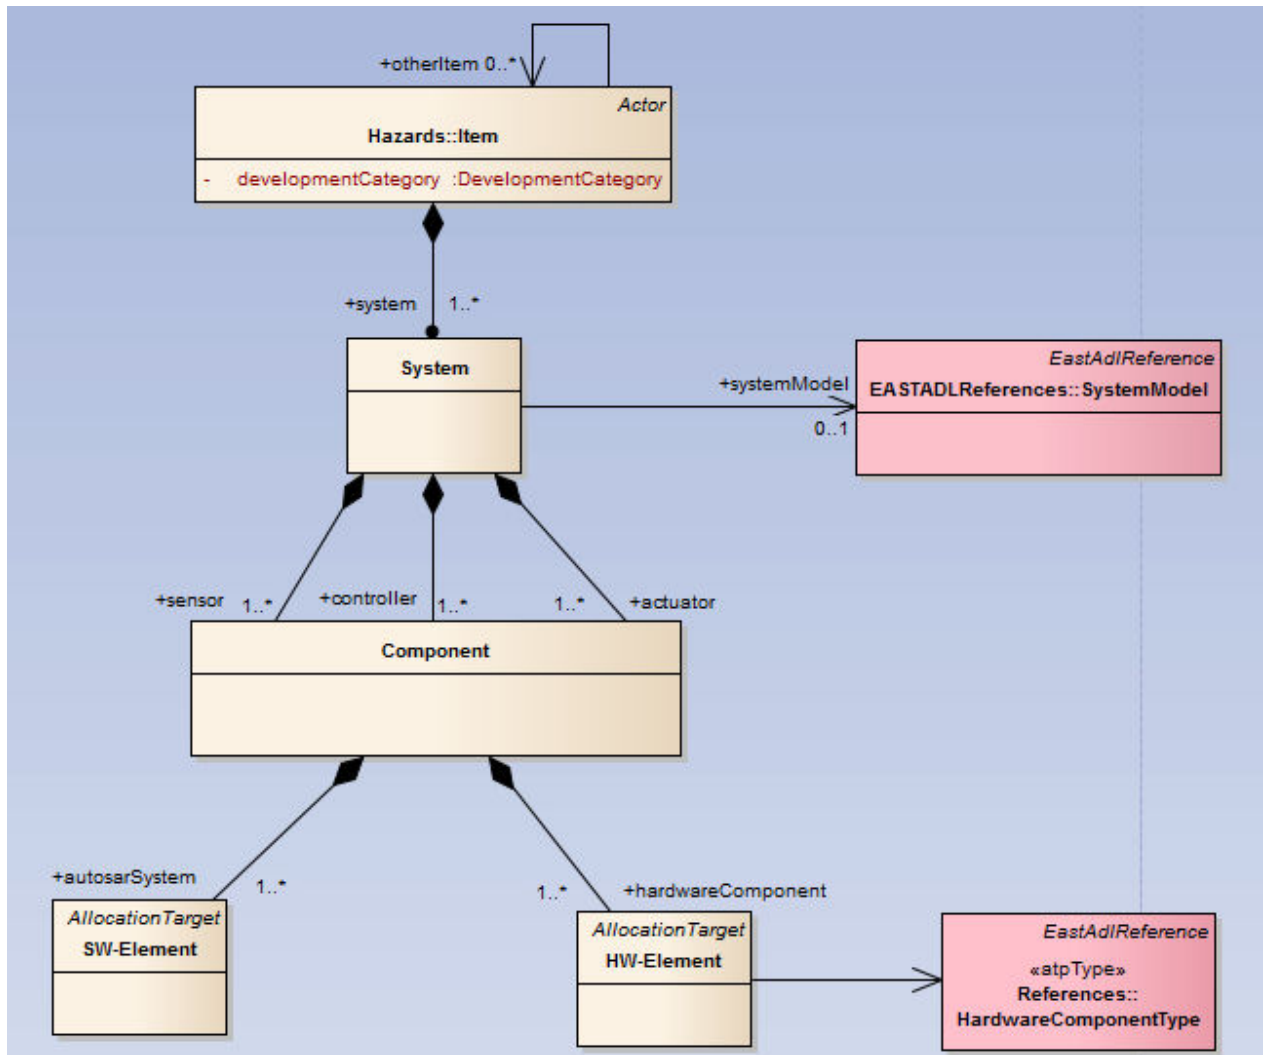 +otherItem 0..*
Actor
Hazards::Item
- developmentCategory :DevelopmentCategory
+system 1..*
System
+systemModel
0..1
EastAdlReference
EASTADLReferences::SystemModel
+sensor 1..*
+controller 1..*
1..* +actuator
Component
+autosarSystem 1..*
1..* +hardwareComponent
AllocationTarget
SW-Element
AllocationTarget
HW-Element
EastAdlReference
«atpType»
References::
HardwareComponentType